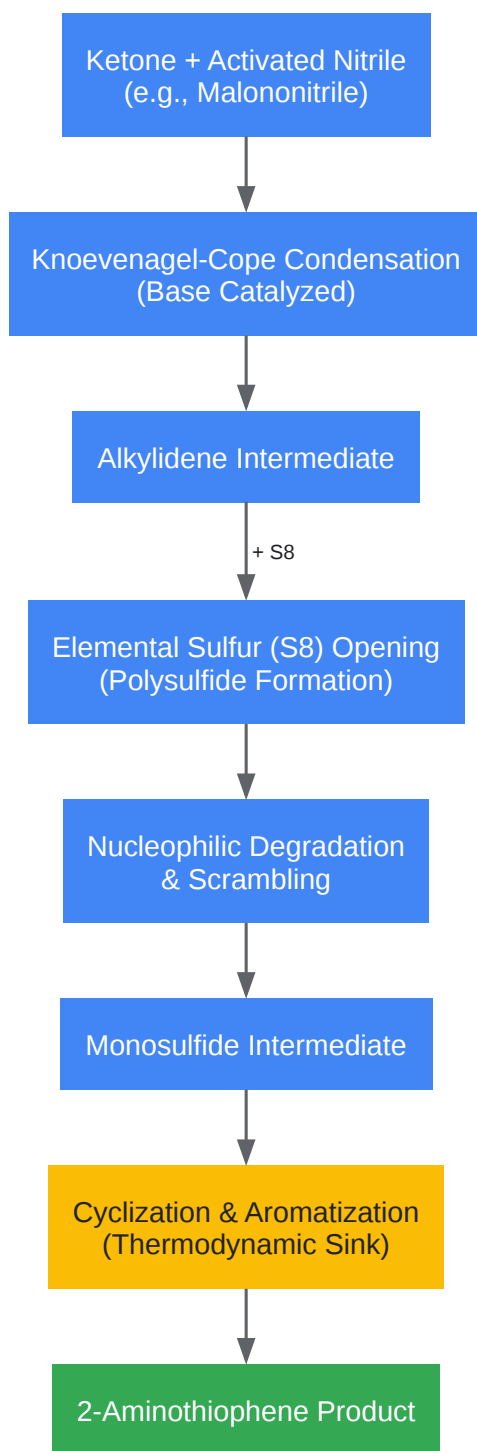 Ketone + Activated Nitrile
(e.g., Malononitrile)
Knoevenagel-Cope Condensation
(Base Catalyzed)
Alkylidene Intermediate
+ S8
Elemental Sulfur (S8) Opening
(Polysulfide Formation)
Nucleophilic Degradation
& Scrambling
Monosulfide Intermediate
Cyclization & Aromatization
(Thermodynamic Sink)
2-Aminothiophene Product